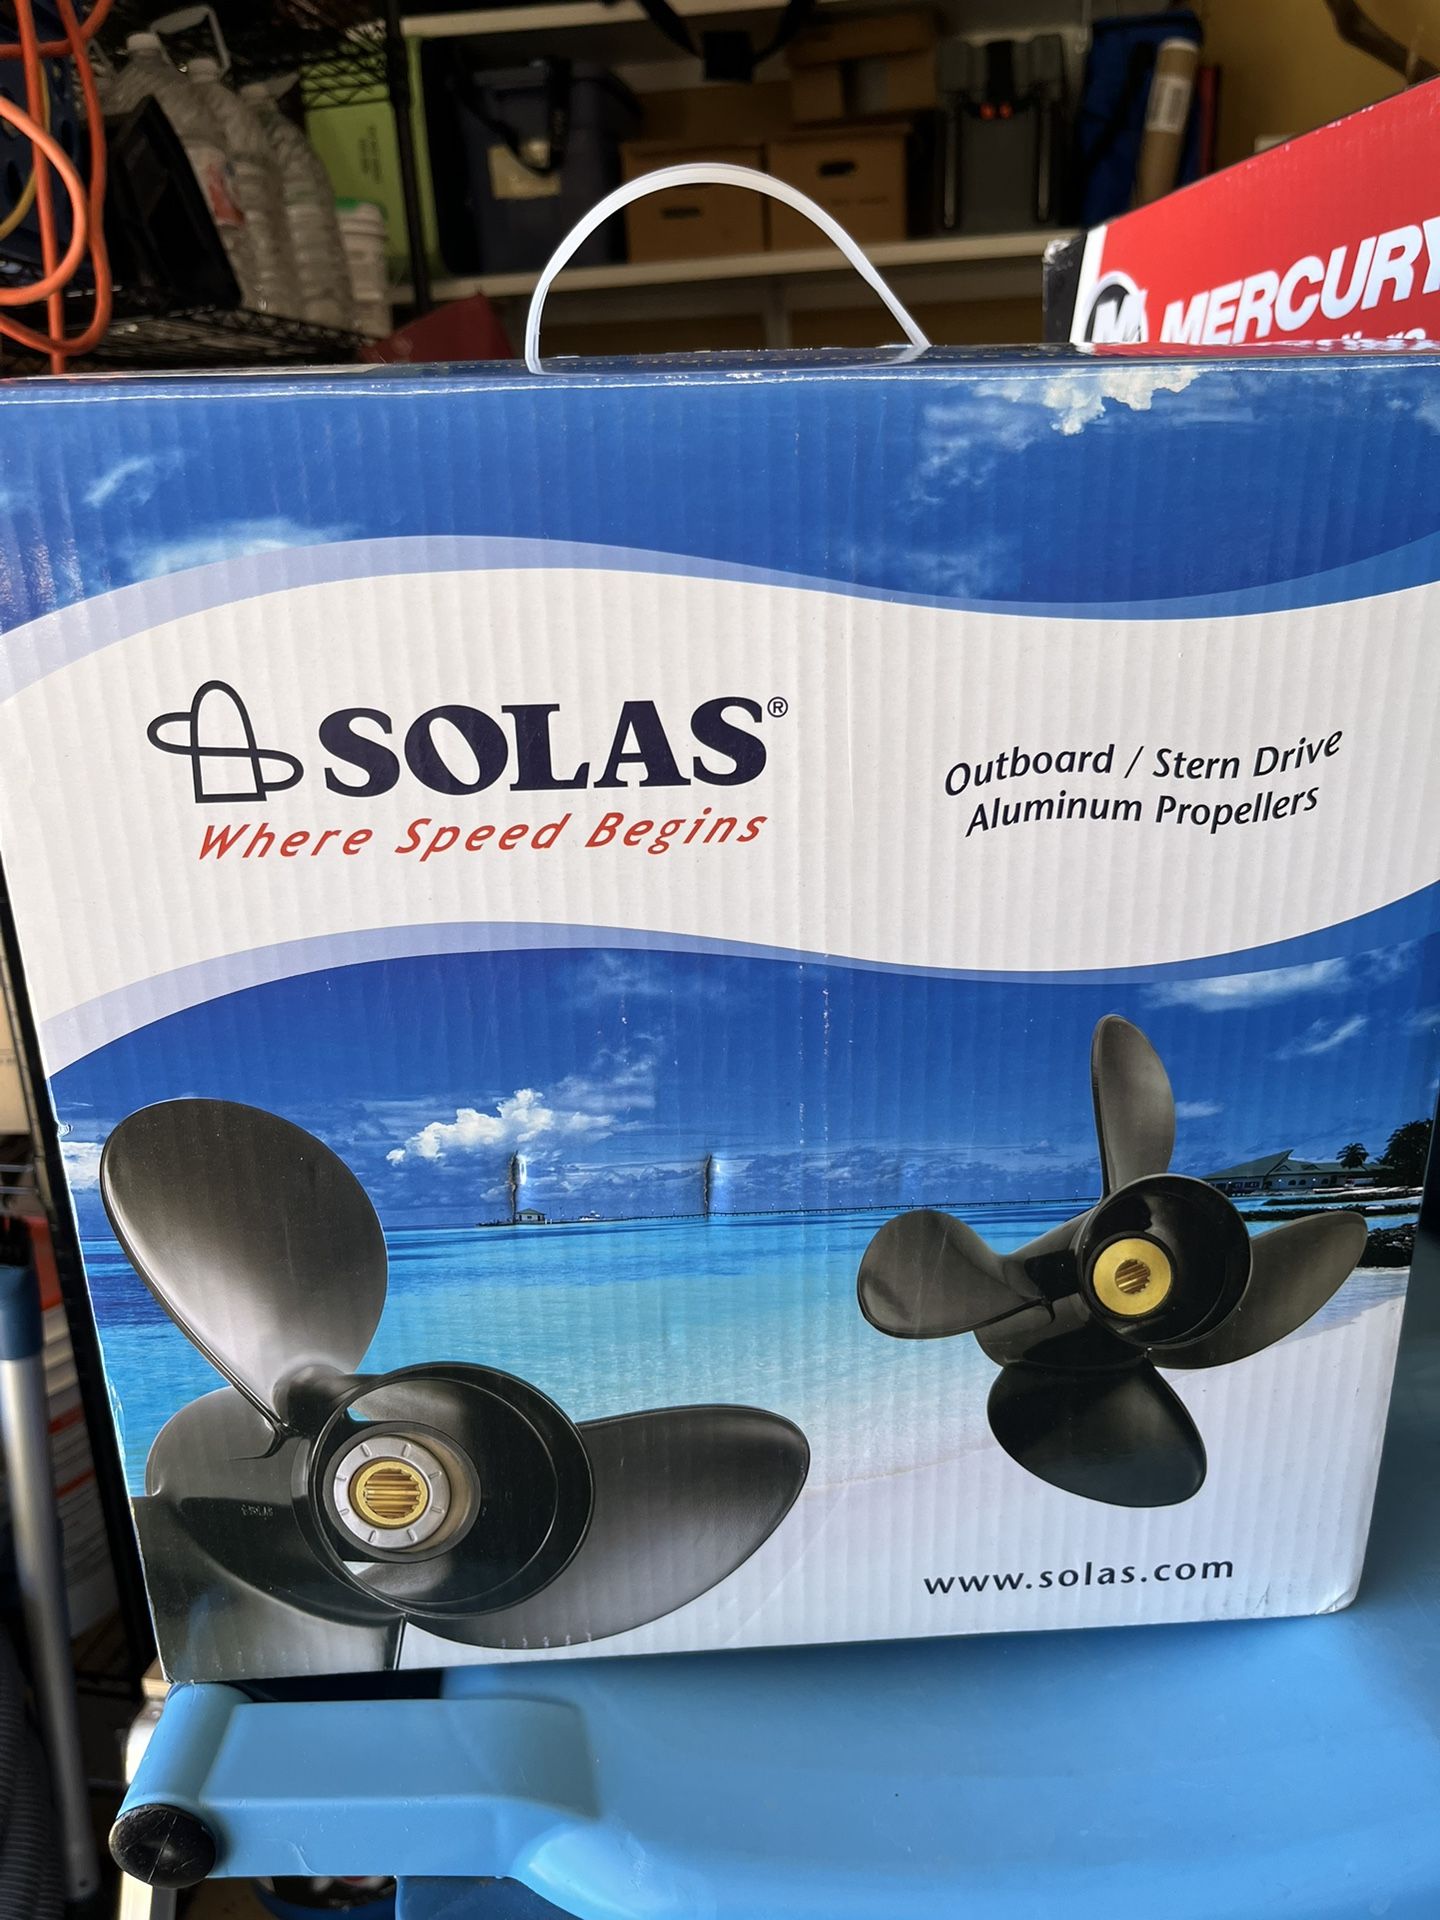 MERCURY
SOLAS®
Where Speed Begins
Outboard / Stern Drive
Aluminum Propellers
www.solas.com